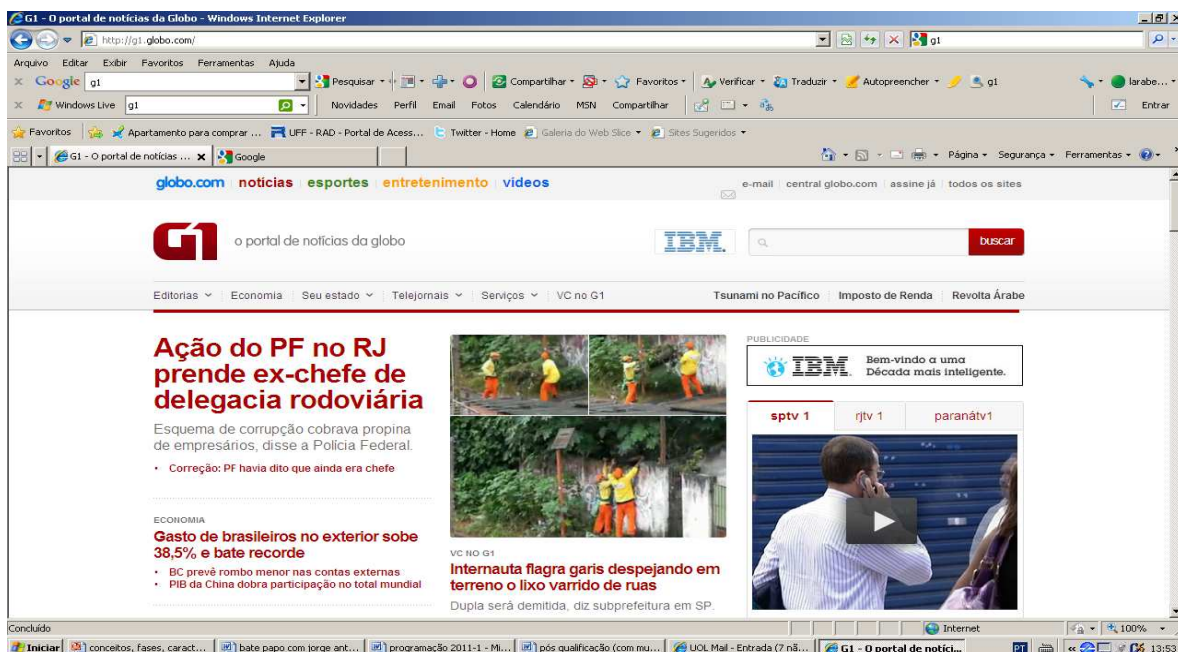 G1 - O portal de notícias da Globo - Windows Internet Explorer
http://g1.globo.com/
g1
Arquivo Editar Exibir Favoritos Ferramentas Ajuda
Google g1 Pesquisar Compartilhar Favoritos Verificar Traduzir Autopreencher g1 larabe...
Windows Live g1 Novidades Perfil Email Fotos Calendário MSN Compartilhar Entrar
Favoritos Apartamento para comprar ... UFF - RAD - Portal de Acess... Twitter - Home Galeria do Web Slice Sites Sugeridos
G1 - O portal de notícias ... Google Página Segurança Ferramentas
globo.com notícias esportes entretenimento vídeos e-mail central globo.com assine já todos os sites
G1 o portal de notícias da globo IBM buscar
Editorias Economia Seu estado Telejornais Serviços VC no G1 Tsunami no Pacífico Imposto de Renda Revolta Árabe
Ação do PF no RJ
prende ex-chefe de
delegacia rodoviária
Esquema de corrupção cobrava propina
de empresários, disse a Polícia Federal.
• Correção: PF havia dito que ainda era chefe
ECONOMIA
Gasto de brasileiros no exterior sobe
38,5% e bate recorde
• BC prevê rombo menor nas contas externas
• PIB da China dobra participação no total mundial
VC NO G1
Internauta flagra garis despejando em
terreno o lixo varrido de ruas
Dupla será demitida, diz subprefeitura em SP.
PUBLICIDADE
IBM. Bem-vindo a uma
Década mais inteligente.
sptv 1 rjtv 1 paranátv1
Concluído Internet 100%
Iniciar conceitos, fases, caract... bate papo com jorge ant... programação 2011-1 - Mi... pós qualificação (com mu... UOL Mail - Entrada (7 nã... G1 - O portal de notíci... PT 13:53